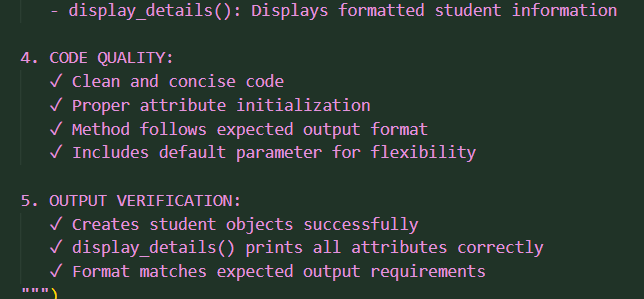 - display_details(): Displays formatted student information
4. CODE QUALITY:
✓ Clean and concise code
✓ Proper attribute initialization
✓ Method follows expected output format
✓ Includes default parameter for flexibility
5. OUTPUT VERIFICATION:
✓ Creates student objects successfully
✓ display_details() prints all attributes correctly
✓ Format matches expected output requirements
""")